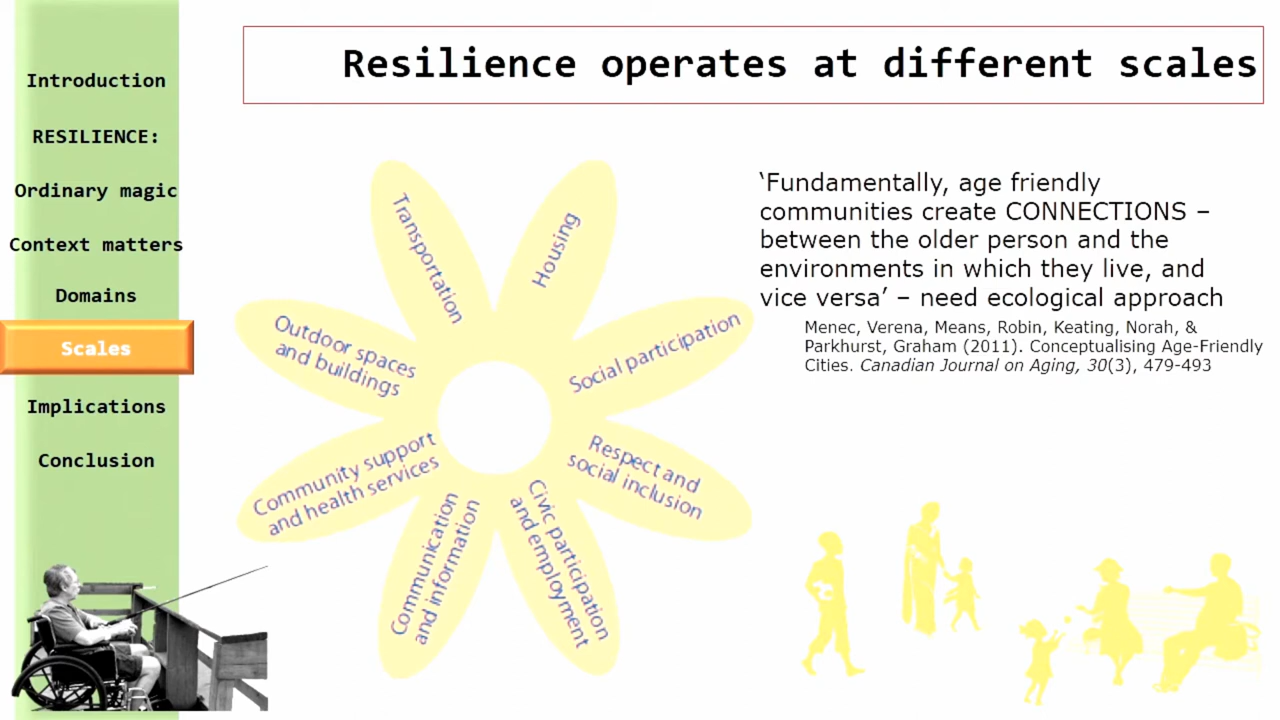 Resilience operates at different scales
Introduction
RESILIENCE:
Ordinary magic
Context matters
Domains
Scales
Implications
Conclusion
Transportation
Housing
Outdoor spaces
and buildings
Social participation
Community support
and health services
Respect and
social inclusion
Communication
and information
Civic participation
and employment
‘Fundamentally, age friendly
communities create CONNECTIONS –
between the older person and the
environments in which they live, and
vice versa’ – need ecological approach
Menec, Verena, Means, Robin, Keating, Norah, &
Parkhurst, Graham (2011). Conceptualising Age-Friendly
Cities. Canadian Journal on Aging, 30(3), 479-493